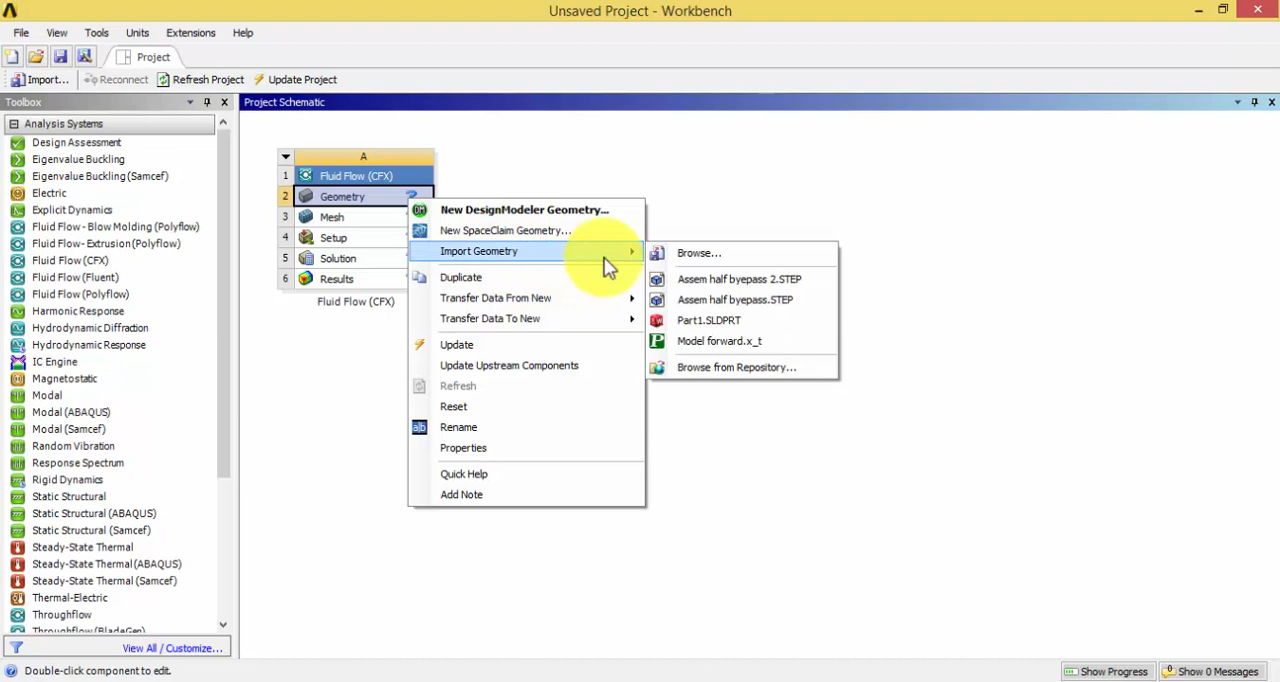 Unsaved Project - Workbench
File View Tools Units Extensions Help
Project
Import... Reconnect Refresh Project Update Project
Toolbox
Project Schematic
Analysis Systems
Design Assessment
Eigenvalue Buckling
Eigenvalue Buckling (Samcef)
Electric
Explicit Dynamics
Fluid Flow - Blow Molding (Polyflow)
Fluid Flow - Extrusion (Polyflow)
Fluid Flow (CFX)
Fluid Flow (Fluent)
Fluid Flow (Polyflow)
Harmonic Response
Hydrodynamic Diffraction
Hydrodynamic Response
IC Engine
Magnetostatic
Modal
Modal (ABAQUS)
Modal (Samcef)
Random Vibration
Response Spectrum
Rigid Dynamics
Static Structural
Static Structural (ABAQUS)
Static Structural (Samcef)
Steady-State Thermal
Steady-State Thermal (ABAQUS)
Steady-State Thermal (Samcef)
Thermal-Electric
Throughflow
Throughflow (BladeGen)
View All / Customize...
A
1 Fluid Flow (CFX)
2 Geometry ?
3 Mesh
4 Setup
5 Solution
6 Results
Fluid Flow (CFX)
New DesignModeler Geometry...
New SpaceClaim Geometry...
Import Geometry
Duplicate
Transfer Data From New
Transfer Data To New
Update
Update Upstream Components
Refresh
Reset
Rename
Properties
Quick Help
Add Note
Browse...
Assem half byepass 2.STEP
Assem half byepass.STEP
Part1.SLDPRT
Model forward.x_t
Browse from Repository...
Double-click component to edit.
Show Progress Show 0 Messages